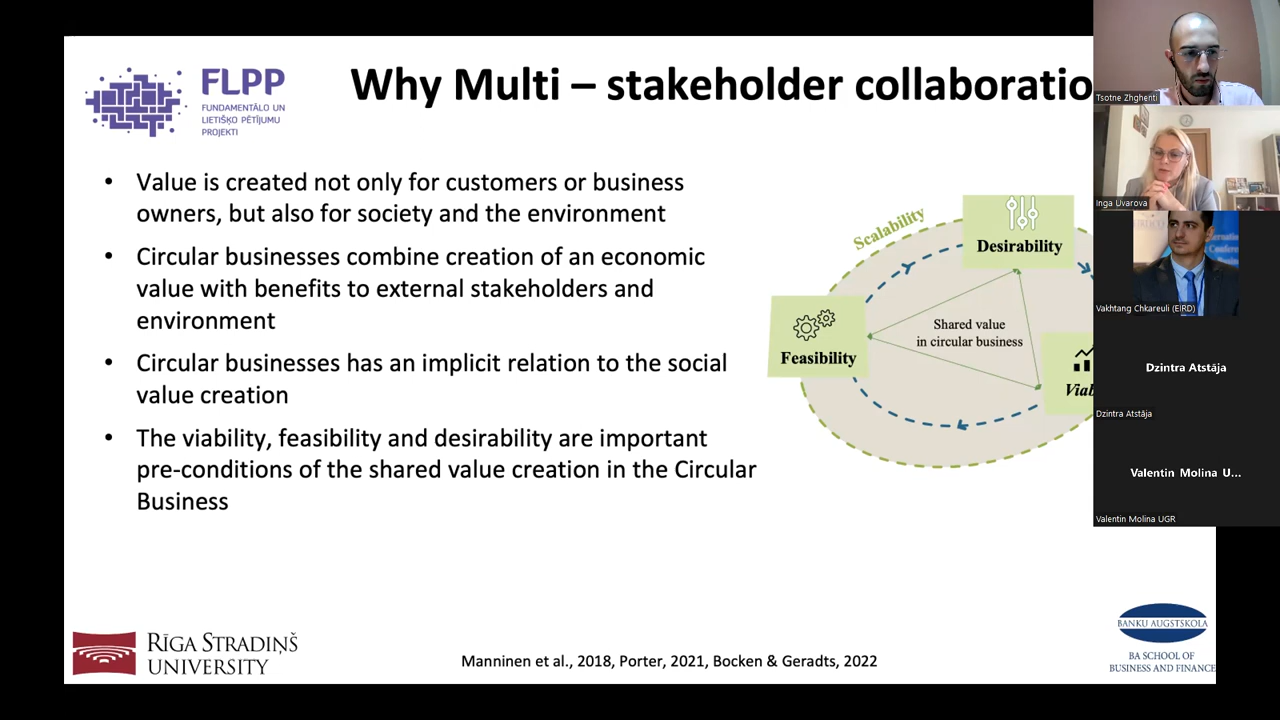 FLPP
FUNDAMENTĀLO UN
LIETIŠĶO PĒTĪJUMU
PROJEKTI
Why Multi – stakeholder collaboratio
• Value is created not only for customers or business
owners, but also for society and the environment
• Circular businesses combine creation of an economic
value with benefits to external stakeholders and
environment
• Circular businesses has an implicit relation to the social
value creation
• The viability, feasibility and desirability are important
pre-conditions of the shared value creation in the Circular
Business
Scalability
Desirability
Shared value
in circular business
Feasibility
Viab
Tsotne Zhghenti
Inga Uvarova
Vakhtang Chkareuli (EIRD)
Dzintra Atstāja
Dzintra Atstāja
Valentin Molina U...
Valentin Molina UGR
RĪGA STRADIŅŠ
UNIVERSITY
Manninen et al., 2018, Porter, 2021, Bocken & Geradts, 2022
BANKU AUGSTSKOLA
BA SCHOOL OF
BUSINESS AND FINANCE